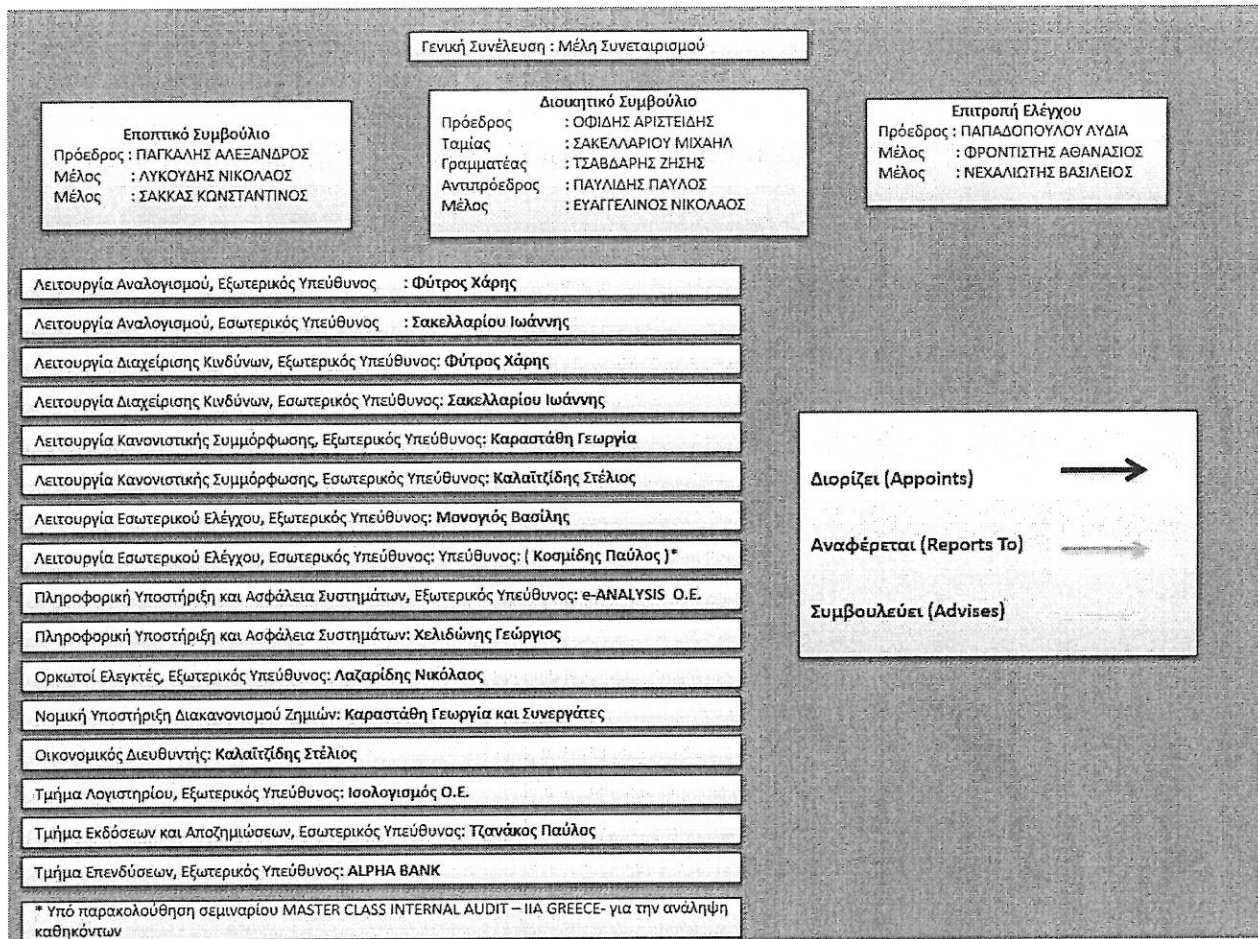 Γενική Συνέλευση : Μέλη Συνεταιρισμού
Εποπτικό Συμβούλιο
Πρόεδρος : ΠΑΓΚΑΛΗΣ ΑΛΕΞΑΝΔΡΟΣ
Μέλος : ΛΥΚΟΥΔΗΣ ΝΙΚΟΛΑΟΣ
Μέλος : ΣΑΚΚΑΣ ΚΩΝΣΤΑΝΤΙΝΟΣ
Διοικητικό Συμβούλιο
Πρόεδρος : ΟΦΙΔΗΣ ΑΡΙΣΤΕΙΔΗΣ
Ταμίας : ΣΑΚΕΛΛΑΡΙΟΥ ΜΙΧΑΗΛ
Γραμματέας : ΤΣΑΒΔΑΡΗΣ ΖΗΣΗΣ
Αντιπρόεδρος : ΠΑΥΛΙΔΗΣ ΠΑΥΛΟΣ
Μέλος : ΕΥΑΓΓΕΛΙΝΟΣ ΝΙΚΟΛΑΟΣ
Επιτροπή Ελέγχου
Πρόεδρος : ΠΑΠΑΔΟΠΟΥΛΟΥ ΛΥΔΙΑ
Μέλος : ΦΡΟΝΤΙΣΤΗΣ ΑΘΑΝΑΣΙΟΣ
Μέλος : ΝΕΧΑΛΙΩΤΗΣ ΒΑΣΙΛΕΙΟΣ
Λειτουργία Αναλογισμού, Εξωτερικός Υπεύθυνος : Φύτρος Χάρης
Λειτουργία Αναλογισμού, Εσωτερικός Υπεύθυνος : Σακελλαρίου Ιωάννης
Λειτουργία Διαχείρισης Κινδύνων, Εξωτερικός Υπεύθυνος: Φύτρος Χάρης
Λειτουργία Διαχείρισης Κινδύνων, Εσωτερικός Υπεύθυνος: Σακελλαρίου Ιωάννης
Λειτουργία Κανονιστικής Συμμόρφωσης, Εξωτερικός Υπεύθυνος: Καραστάθη Γεωργία
Λειτουργία Κανονιστικής Συμμόρφωσης, Εσωτερικός Υπεύθυνος: Καλαϊτζίδης Στέλιος
Λειτουργία Εσωτερικού Ελέγχου, Εξωτερικός Υπεύθυνος: Μονογιός Βασίλης
Λειτουργία Εσωτερικού Ελέγχου, Εσωτερικός Υπεύθυνος: Υπεύθυνος: ( Κοσμίδης Παύλος )*
Πληροφορική Υποστήριξη και Ασφάλεια Συστημάτων, Εξωτερικός Υπεύθυνος: e-ANALYSIS Ο.Ε.
Πληροφορική Υποστήριξη και Ασφάλεια Συστημάτων: Χελιδώνης Γεώργιος
Ορκωτοί Ελεγκτές, Εξωτερικός Υπεύθυνος: Λαζαρίδης Νικόλαος
Νομική Υποστήριξη Διακανονισμού Ζημιών: Καραστάθη Γεωργία και Συνεργάτες
Οικονομικός Διευθυντής: Καλαϊτζίδης Στέλιος
Τμήμα Λογιστηρίου, Εξωτερικός Υπεύθυνος: Ισολογισμός Ο.Ε.
Τμήμα Εκδόσεων και Αποζημιώσεων, Εσωτερικός Υπεύθυνος: Τζανάκος Παύλος
Τμήμα Επενδύσεων, Εξωτερικός Υπεύθυνος: ALPHA BANK
* Υπό παρακολούθηση σεμιναρίου MASTER CLASS INTERNAL AUDIT – IIA GREECE- για την ανάληψη
καθηκόντων
Διορίζει (Appoints)
Αναφέρεται (Reports To)
Συμβουλεύει (Advises)